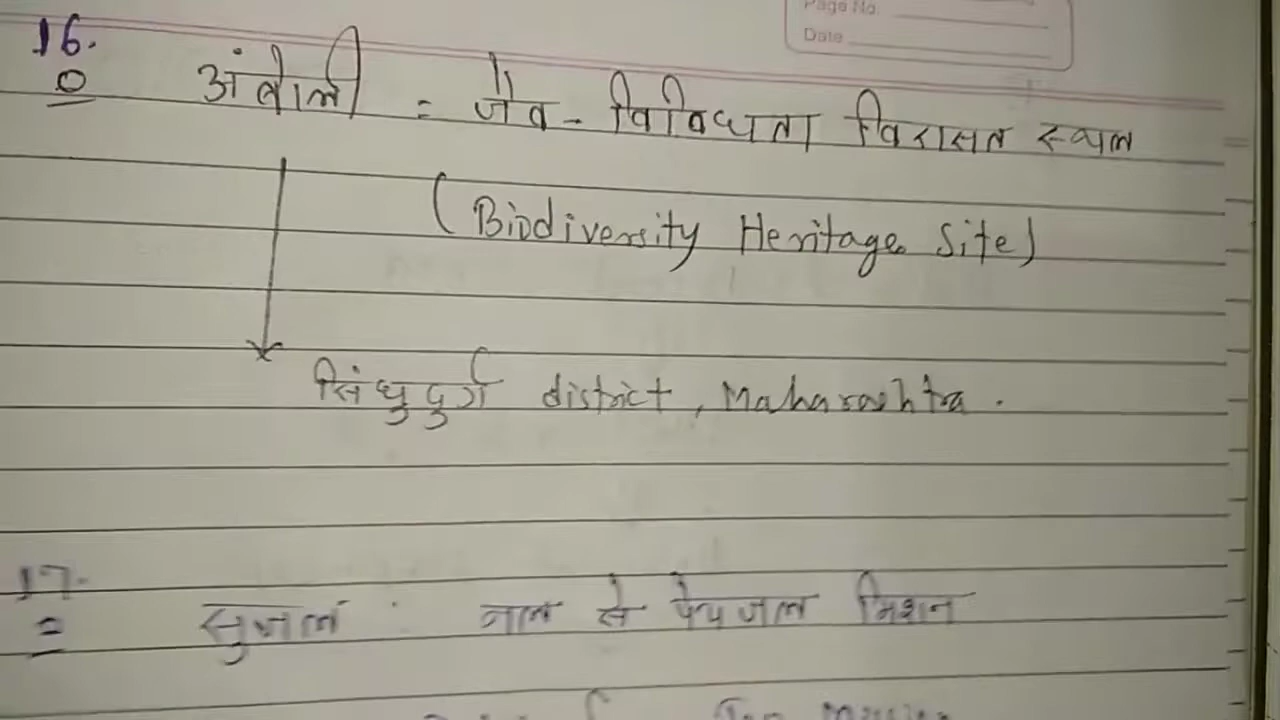 Page No.
Date
16.
अंबोली = जैव - विविधता विरासत स्थल
(Biodiversity Heritage Site)
सिंधुदुर्ग district, Maharashtra.
17.
सुजल : नल से पेयजल मिशन